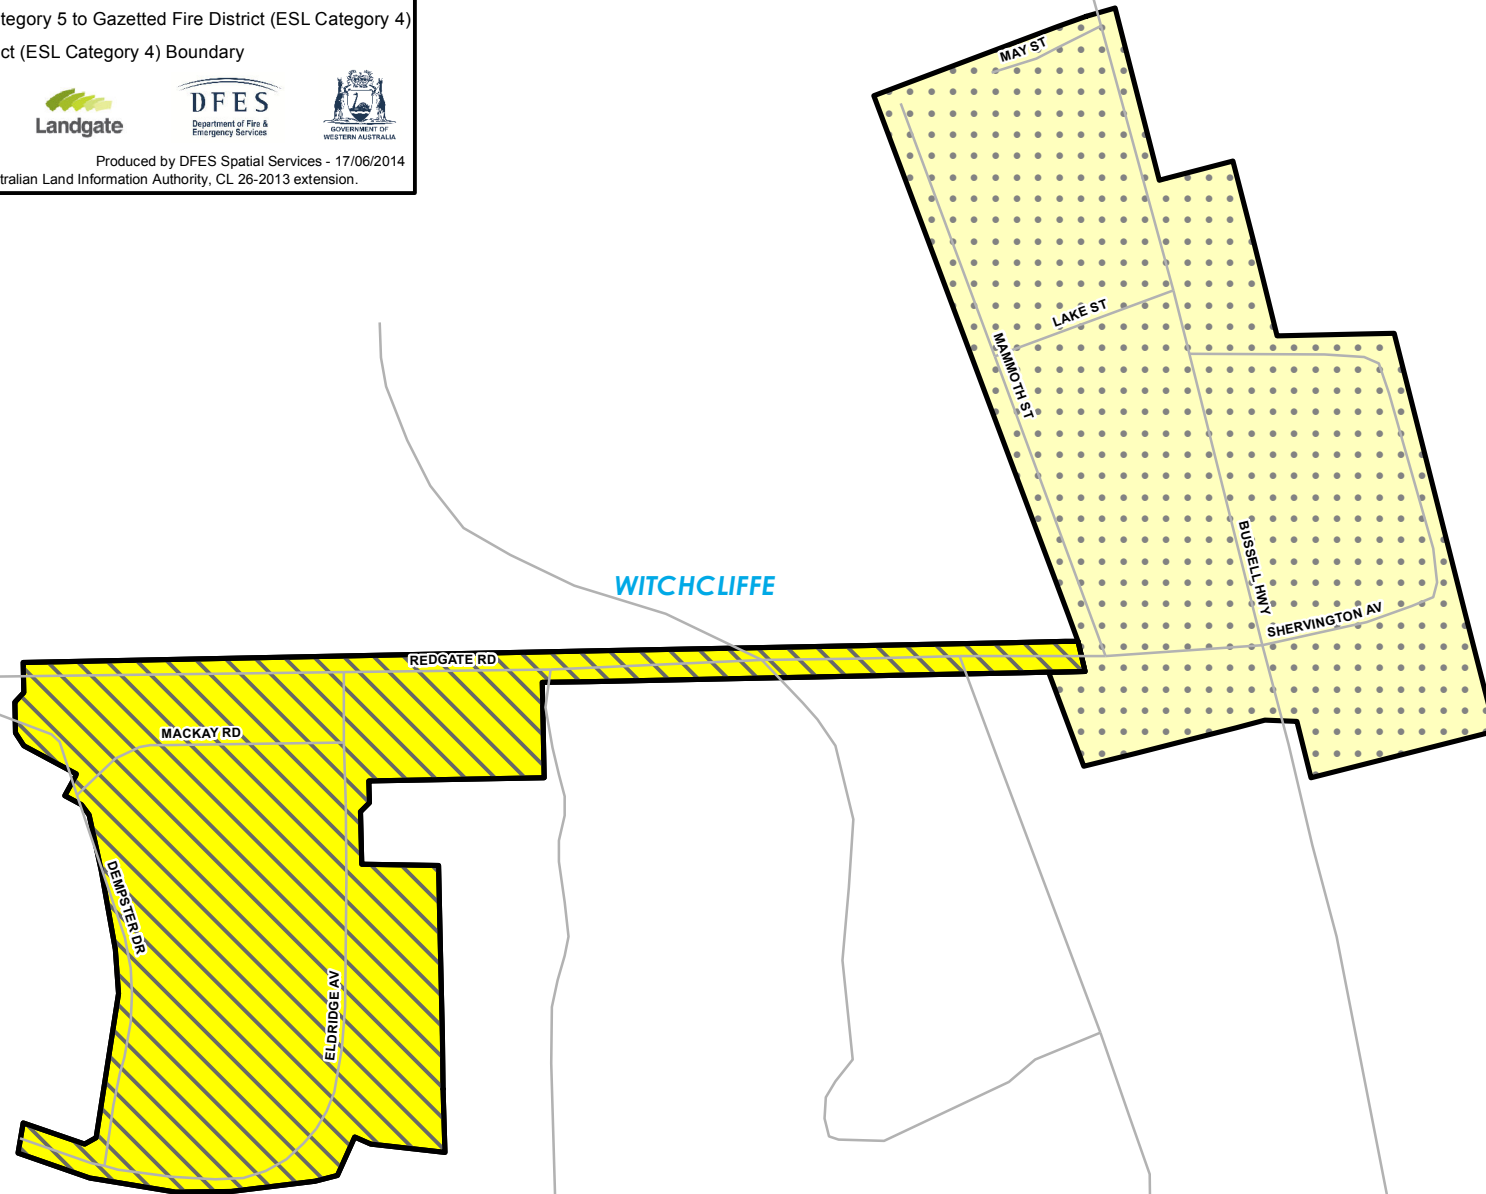 tegory 5 to Gazetted Fire District (ESL Category 4)
ct (ESL Category 4) Boundary
Landgate
DFES
Department of Fire &
Emergency Services
GOVERNMENT OF
WESTERN AUSTRALIA
Produced by DFES Spatial Services - 17/06/2014
tralian Land Information Authority, CL 26-2013 extension.
MAY ST
LAKE ST
MAMMOTH ST
BUSSELL HWY
SHERVINGTON AV
WITCHCLIFFE
REDGATE RD
MACKAY RD
DEMPSTER DR
ELDRIDGE AV